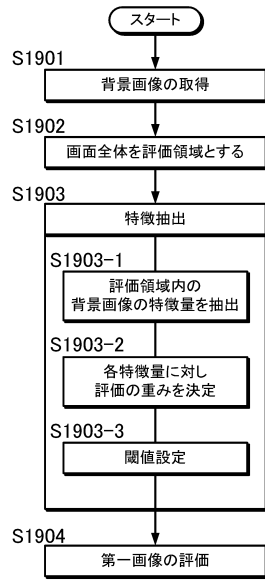 スタート
S1901
背景画像の取得
S1902
画面全体を評価領域とする
S1903
特徴抽出
S1903-1
評価領域内の
背景画像の特徴量を抽出
S1903-2
各特徴量に対し
評価の重みを決定
S1903-3
閾値設定
S1904
第一画像の評価